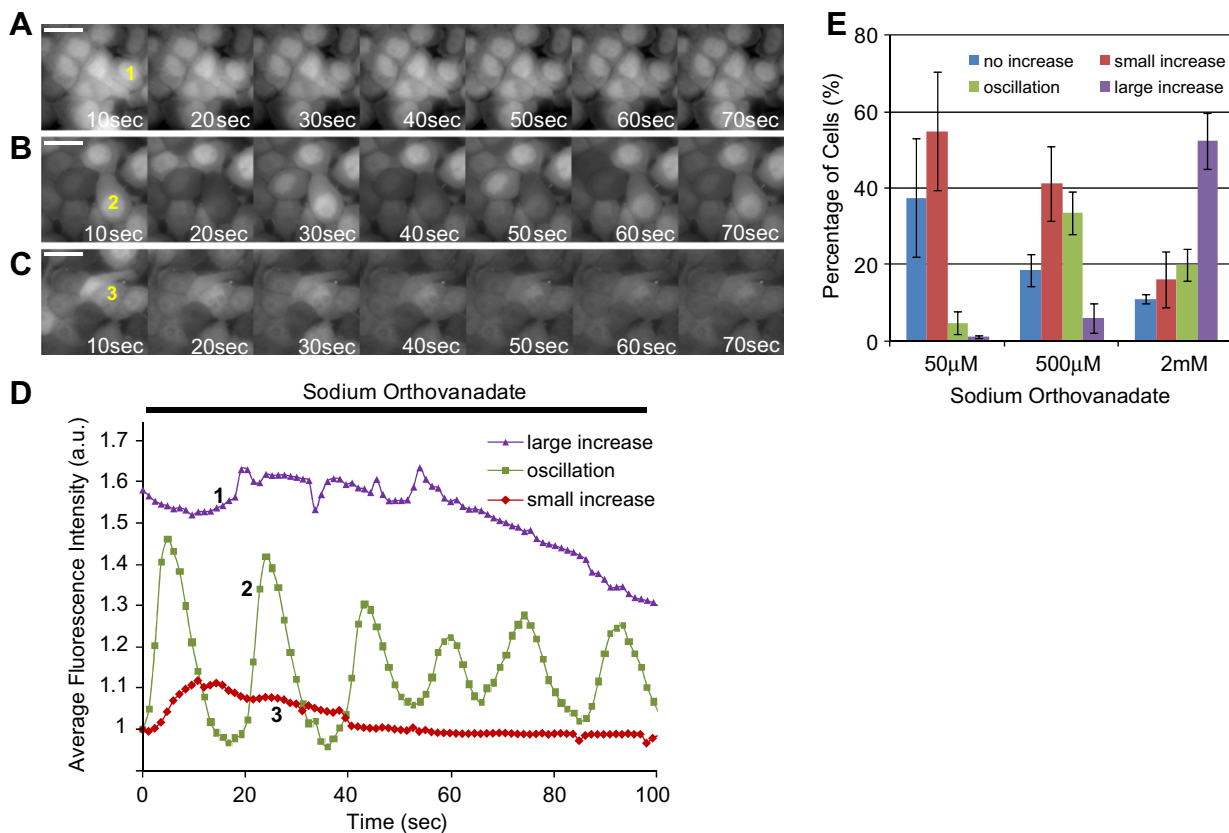 A
1
10sec 20sec 30sec 40sec 50sec 60sec 70sec
B
2
10sec 20sec 30sec 40sec 50sec 60sec 70sec
C
3
10sec 20sec 30sec 40sec 50sec 60sec 70sec
D
Sodium Orthovanadate
Average Fluorescence Intensity (a.u.)
1.7
1.6
1.5
1.4
1.3
1.2
1.1
1
large increase
oscillation
small increase
1
2
3
0 20 40 60 80 100
Time (sec)
E
Percentage of Cells (%)
80
60
40
20
0
no increase small increase
oscillation large increase
50μM 500μM 2mM
Sodium Orthovanadate